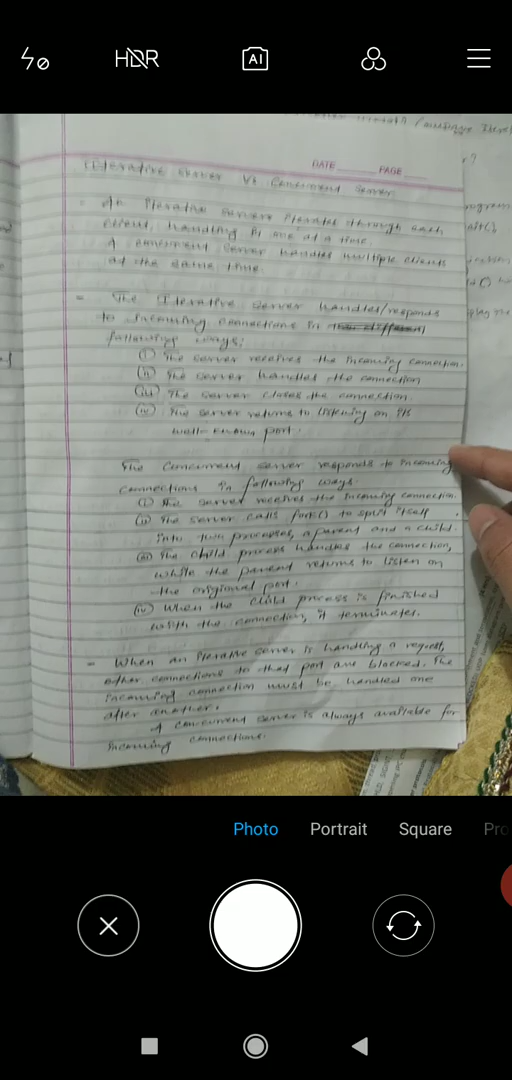 HDR
AI
DATE PAGE
Iterative server Vs Concurrent Server
- An Iterative server iterates through each
client, handling it one at a time.
A concurrent server handles multiple clients
at the same time.
- The Iterative server handles/responds
to incoming connections in
following ways:
(i) The server receives the incoming connection.
(ii) The server handles the connection
(iii) The server closes the connection.
(iv) The server returns to listening on its
well-known port.
The concurrent server responds to incoming
connections in following ways.
(i) The server receives the incoming connection.
(ii) The server calls fork() to split itself
into two processes, a parent and a child.
(iii) The child process handles the connection,
while the parent returns to listen on
the origional port.
(iv) When the child process is finished
with the connection, it terminates.
- When an iterative server is handling a request,
other connections to that port are blocked. The
incoming connection must be handled one
after another.
A concurrent server is always available for
incoming connections.
Photo Portrait Square Pro